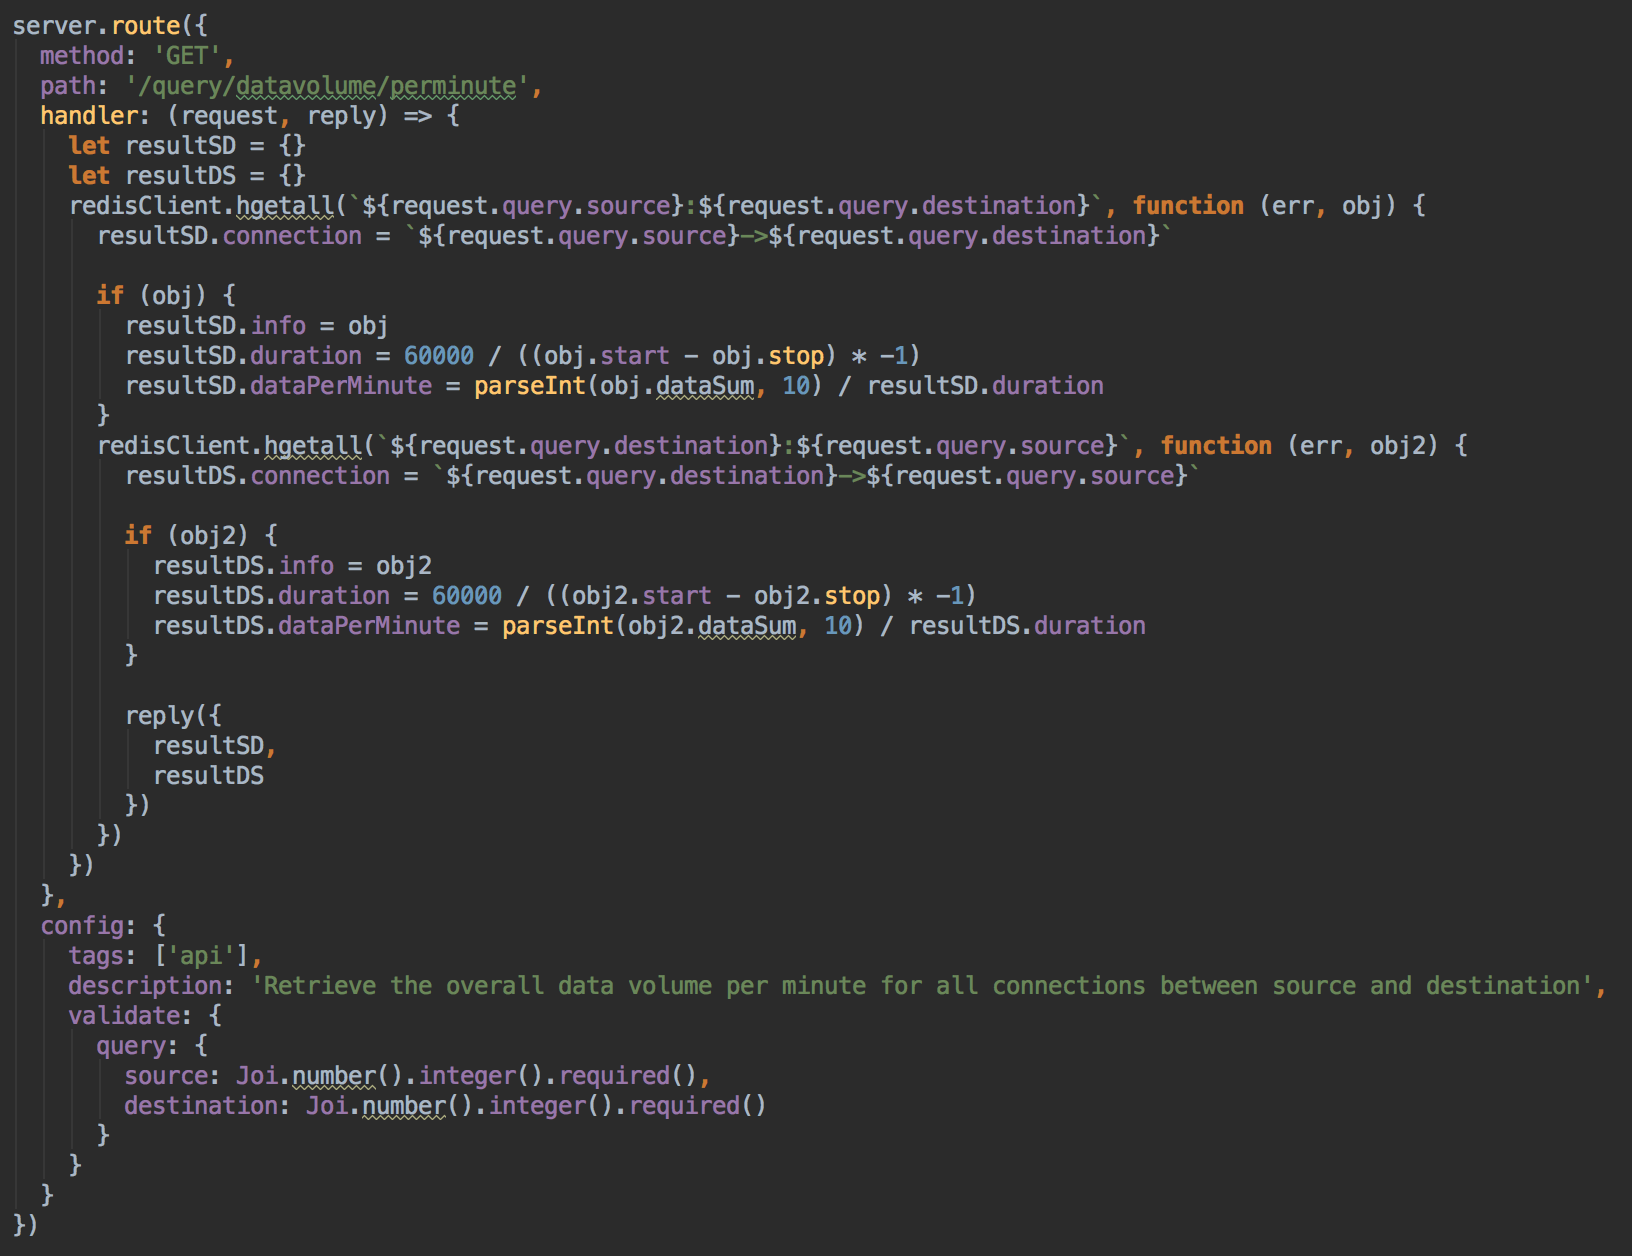 server.route({
  method: 'GET',
  path: '/query/datavolume/perminute',
  handler: (request, reply) => {
    let resultSD = {}
    let resultDS = {}
    redisClient.hgetall(`${request.query.source}:${request.query.destination}`, function (err, obj) {
      resultSD.connection = `${request.query.source}->${request.query.destination}`

      if (obj) {
        resultSD.info = obj
        resultSD.duration = 60000 / ((obj.start - obj.stop) * -1)
        resultSD.dataPerMinute = parseInt(obj.dataSum, 10) / resultSD.duration
      }
      redisClient.hgetall(`${request.query.destination}:${request.query.source}`, function (err, obj2) {
        resultDS.connection = `${request.query.destination}->${request.query.source}`

        if (obj2) {
          resultDS.info = obj2
          resultDS.duration = 60000 / ((obj2.start - obj2.stop) * -1)
          resultDS.dataPerMinute = parseInt(obj2.dataSum, 10) / resultDS.duration
        }

        reply({
          resultSD,
          resultDS
        })
      })
    })
  },
  config: {
    tags: ['api'],
    description: 'Retrieve the overall data volume per minute for all connections between source and destination',
    validate: {
      query: {
        source: Joi.number().integer().required(),
        destination: Joi.number().integer().required()
      }
    }
  }
})